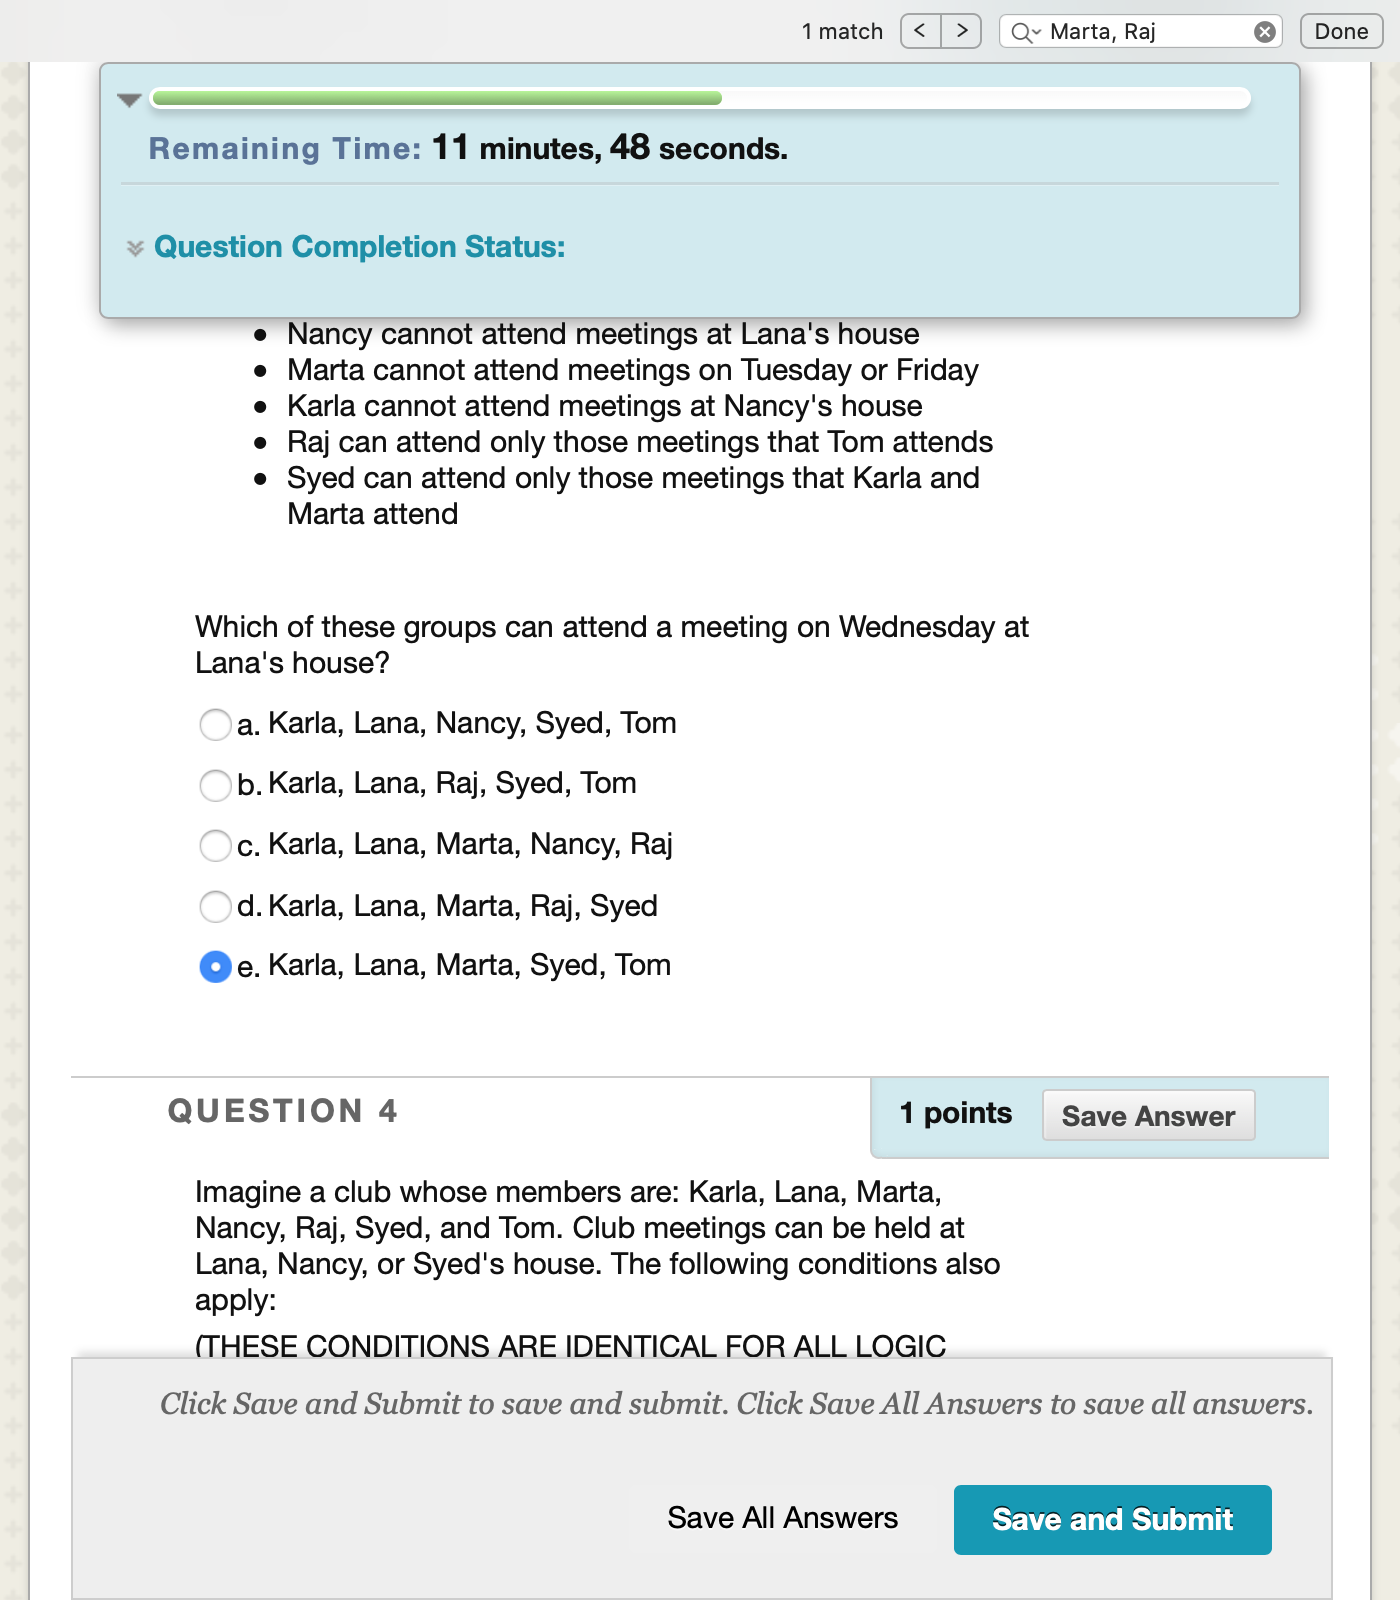 1 match < > Marta, Raj Done
Remaining Time: 11 minutes, 48 seconds.
Question Completion Status:
• Nancy cannot attend meetings at Lana's house
• Marta cannot attend meetings on Tuesday or Friday
• Karla cannot attend meetings at Nancy's house
• Raj can attend only those meetings that Tom attends
• Syed can attend only those meetings that Karla and
Marta attend
Which of these groups can attend a meeting on Wednesday at
Lana's house?
a. Karla, Lana, Nancy, Syed, Tom
b. Karla, Lana, Raj, Syed, Tom
c. Karla, Lana, Marta, Nancy, Raj
d. Karla, Lana, Marta, Raj, Syed
e. Karla, Lana, Marta, Syed, Tom
QUESTION 4
1 points Save Answer
Imagine a club whose members are: Karla, Lana, Marta,
Nancy, Raj, Syed, and Tom. Club meetings can be held at
Lana, Nancy, or Syed's house. The following conditions also
apply:
(THESE CONDITIONS ARE IDENTICAL FOR ALL LOGIC
Click Save and Submit to save and submit. Click Save All Answers to save all answers.
Save All Answers Save and Submit